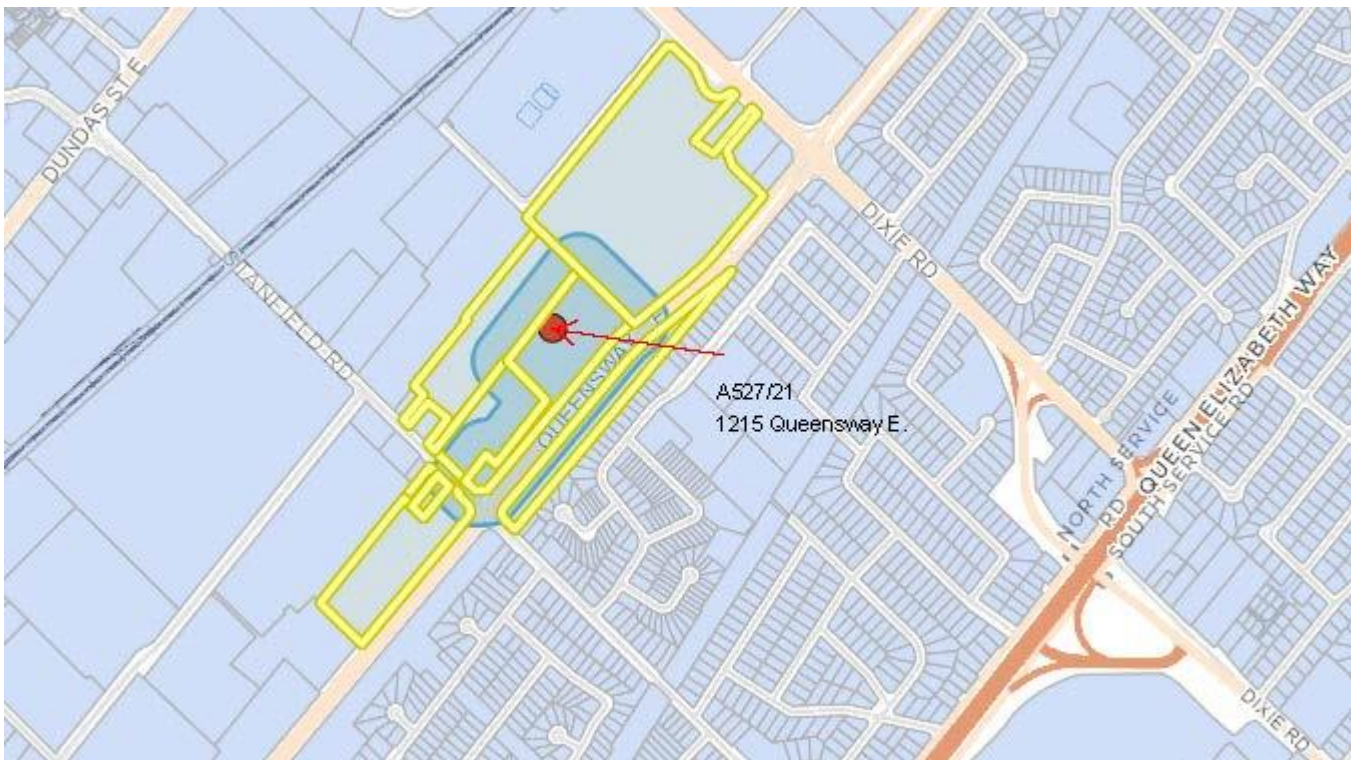 DUNDAS ST E
STANFIELD RD
QUEENSWAY
A527/21
1215 Queensway E.
DIXIE RD
NORTH SERVICE
RD
QUEEN ELIZABETH WAY
SOUTH SERVICE RD
DIXIE RD